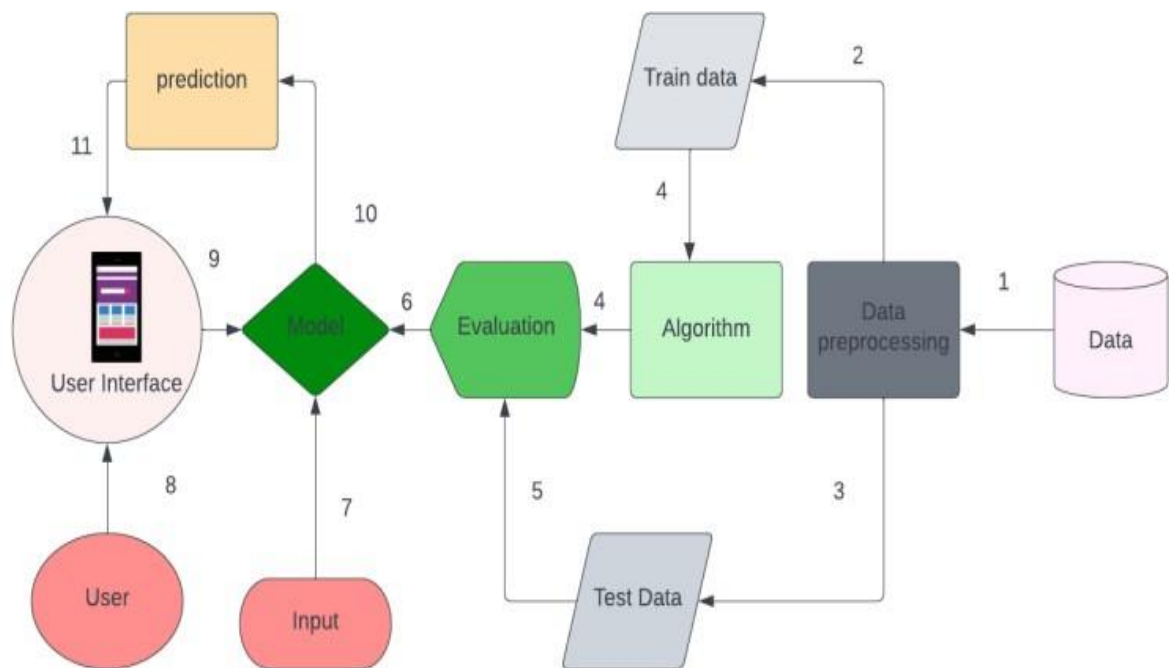 prediction
Train data
2
11
4
10
9
1
6
4
Model
Evaluation
Algorithm
Data
preprocessing
Data
User Interface
8
7
5
3
User
Input
Test Data